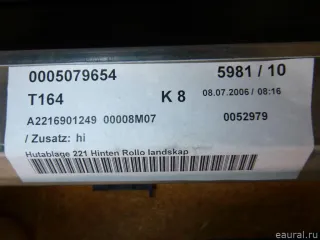 0005079654 5981 / 10
T164 K 8 08.07.2006 / 08:16
A2216901249 00008M07 0052979
/ Zusatz: hi
Hutablage 221 Hinten Rollo landskap
eaural.ru